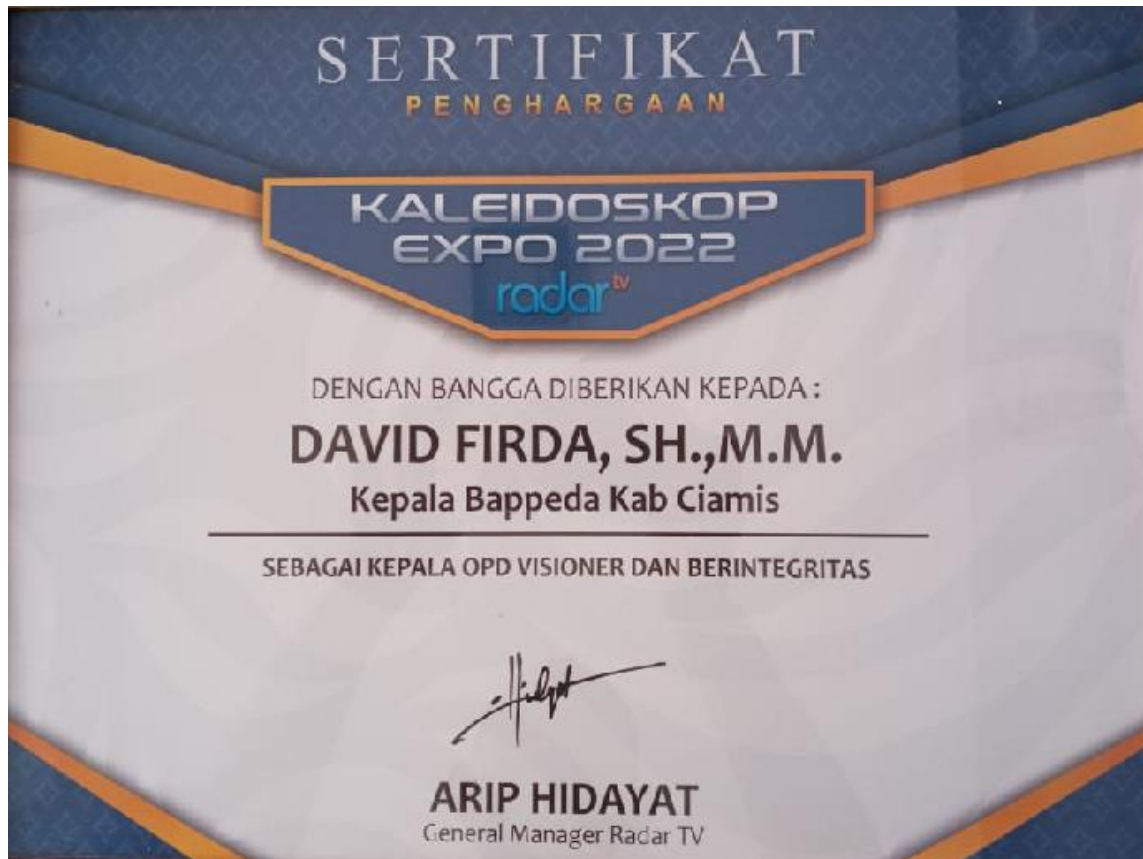 SERTIFIKAT
PENGHARGAAN
KALEIDOSKOP
EXPO 2022
radar tv
DENGAN BANGGA DIBERIKAN KEPADA :
DAVID FIRDA, SH.,M.M.
Kepala Bappeda Kab Ciamis
SEBAGAI KEPALA OPD VISIONER DAN BERINTEGRITAS
Hidyt
ARIP HIDAYAT
General Manager Radar TV